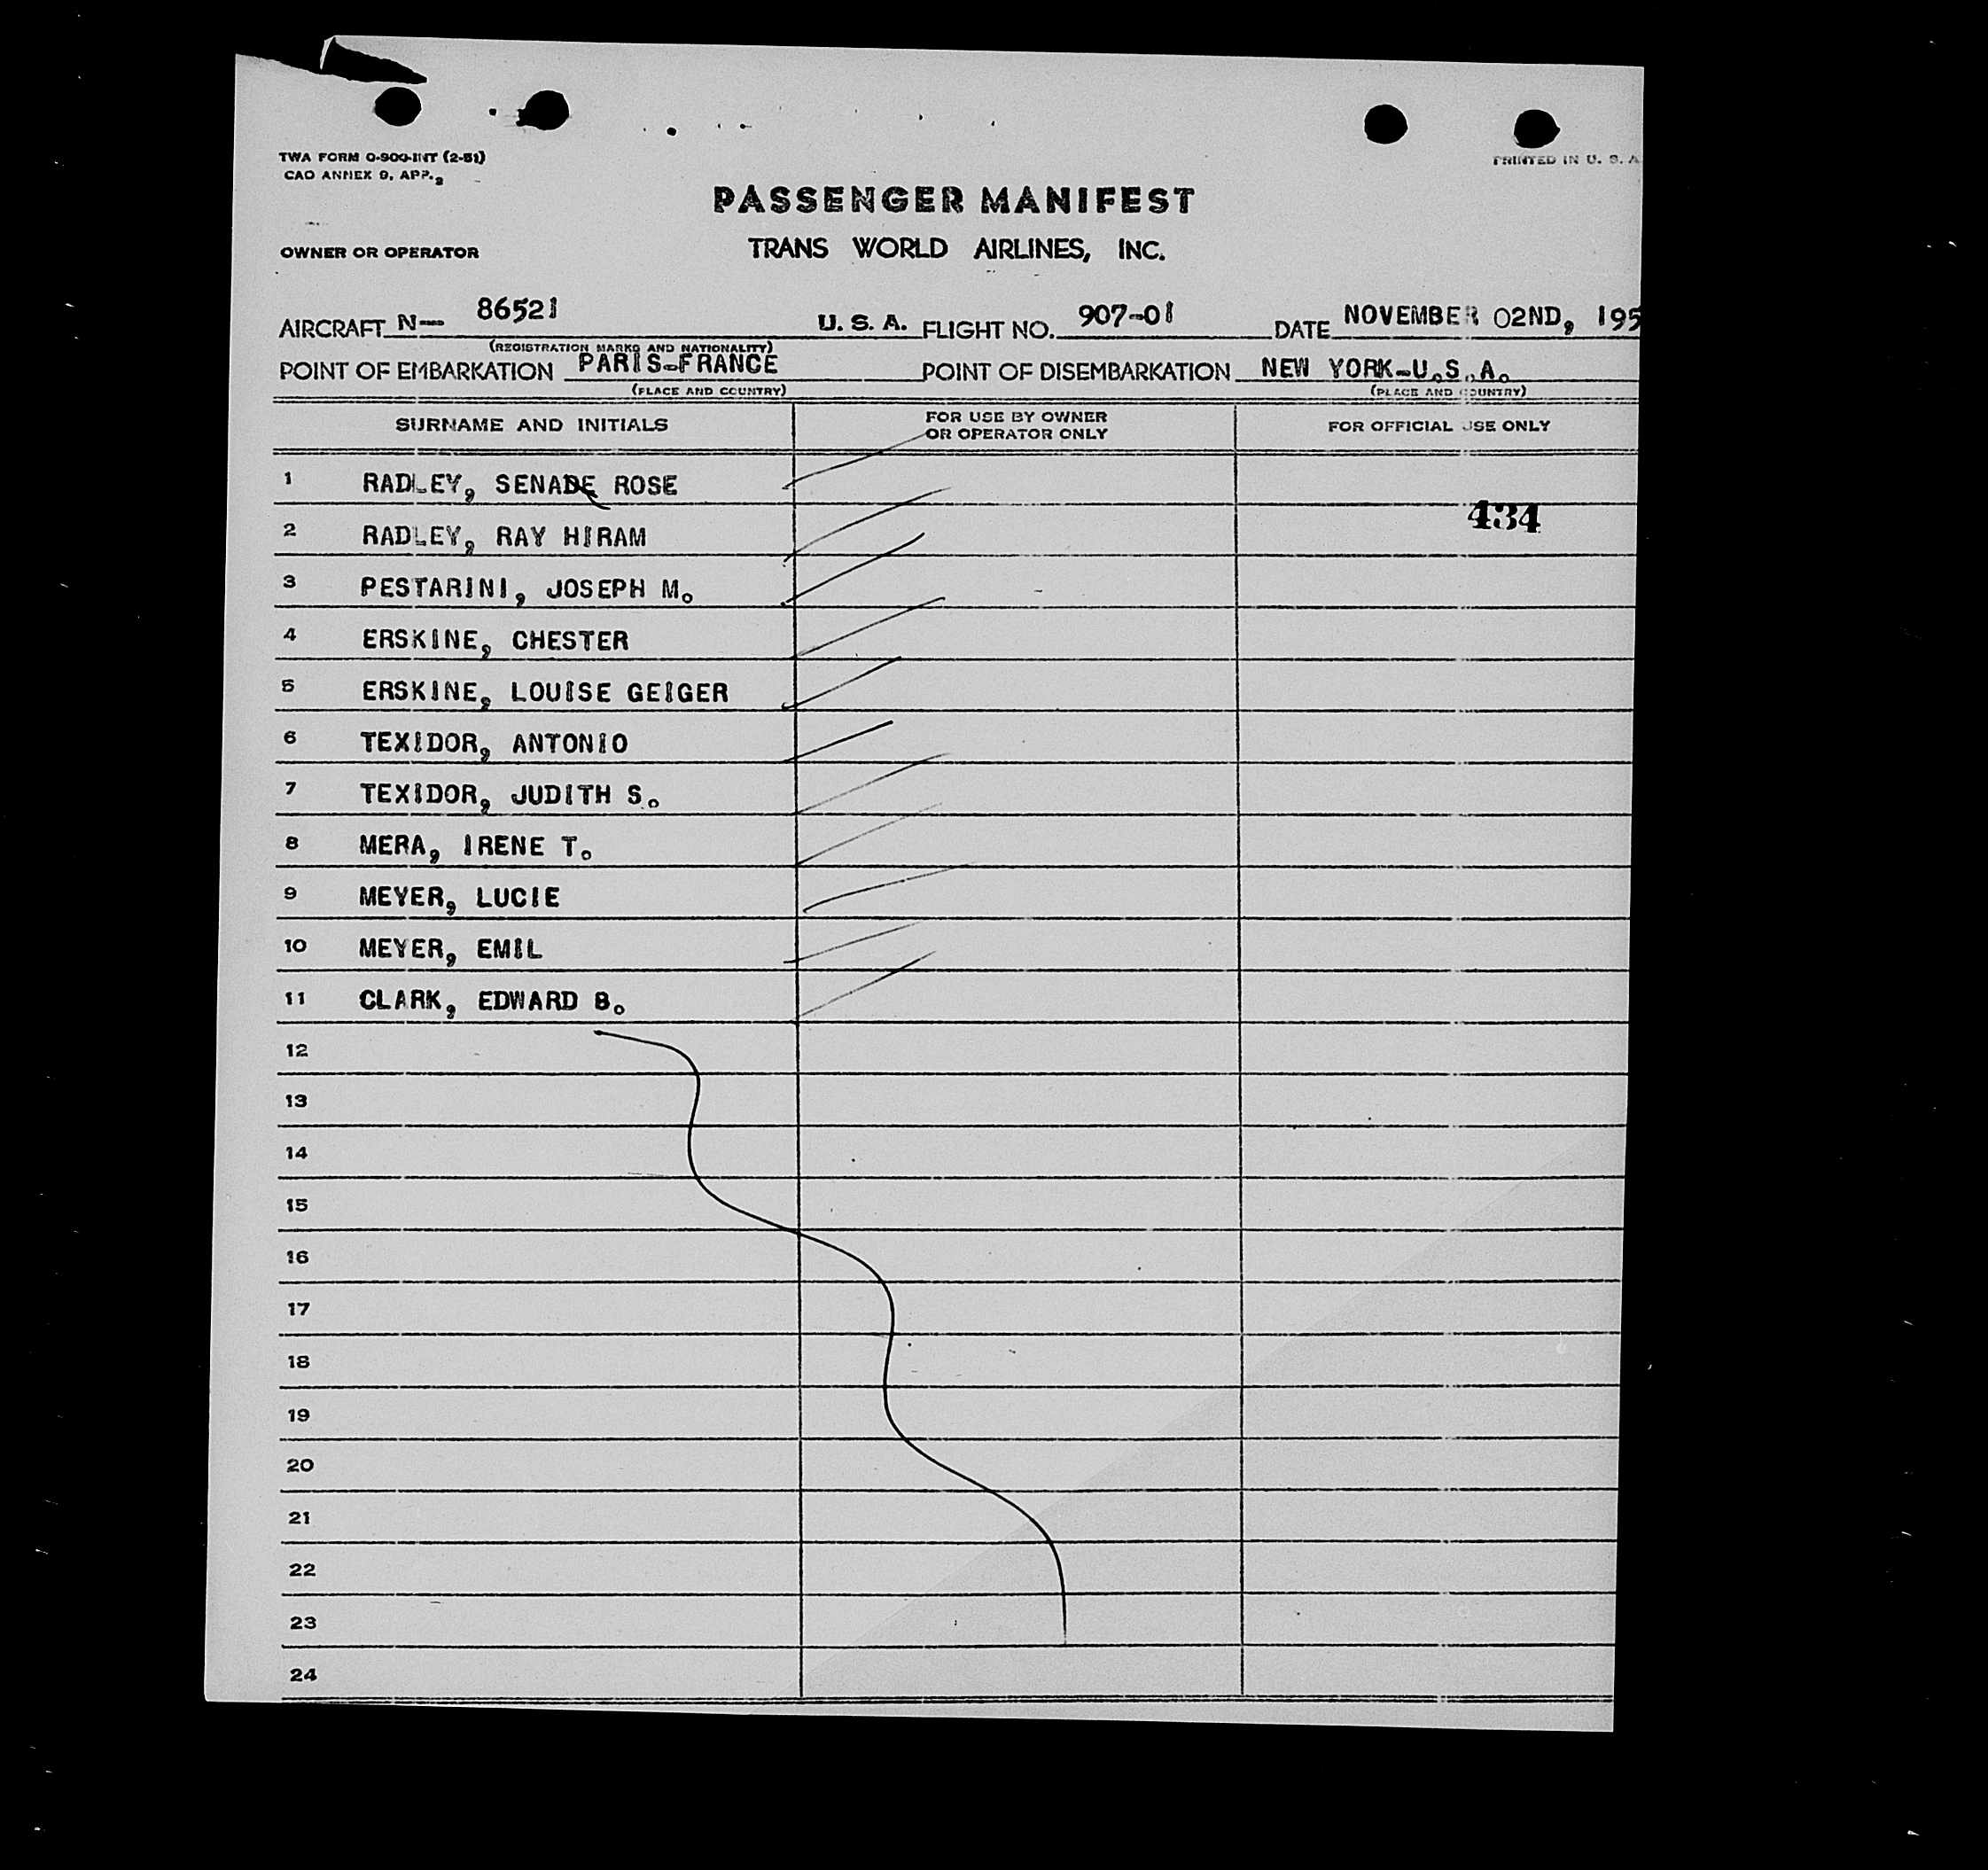 TWA FORM O-900-INT (2-51)
PRINTED IN U. S. A
CAO ANNEX 9, APP. 2
PASSENGER MANIFEST
OWNER OR OPERATOR
TRANS WORLD AIRLINES, INC.
AIRCRAFT N— 86521 U. S. A. FLIGHT NO. 907-01 DATE NOVEMBER 02ND, 195
(REGISTRATION MARKS AND NATIONALITY)
POINT OF EMBARKATION PARIS-FRANCE POINT OF DISEMBARKATION NEW YORK-U.S.A.
(PLACE AND COUNTRY) (PLACE AND COUNTRY)
SURNAME AND INITIALS FOR USE BY OWNER OR OPERATOR ONLY FOR OFFICIAL USE ONLY
1 RADLEY, SENADE ROSE
434
2 RADLEY, RAY HIRAM
3 PESTARINI, JOSEPH M.
4 ERSKINE, CHESTER
5 ERSKINE, LOUISE GEIGER
6 TEXIDOR, ANTONIO
7 TEXIDOR, JUDITH S.
8 MERA, IRENE T.
9 MEYER, LUCIE
10 MEYER, EMIL
11 CLARK, EDWARD B.
12
13
14
15
16
17
18
19
20
21
22
23
24